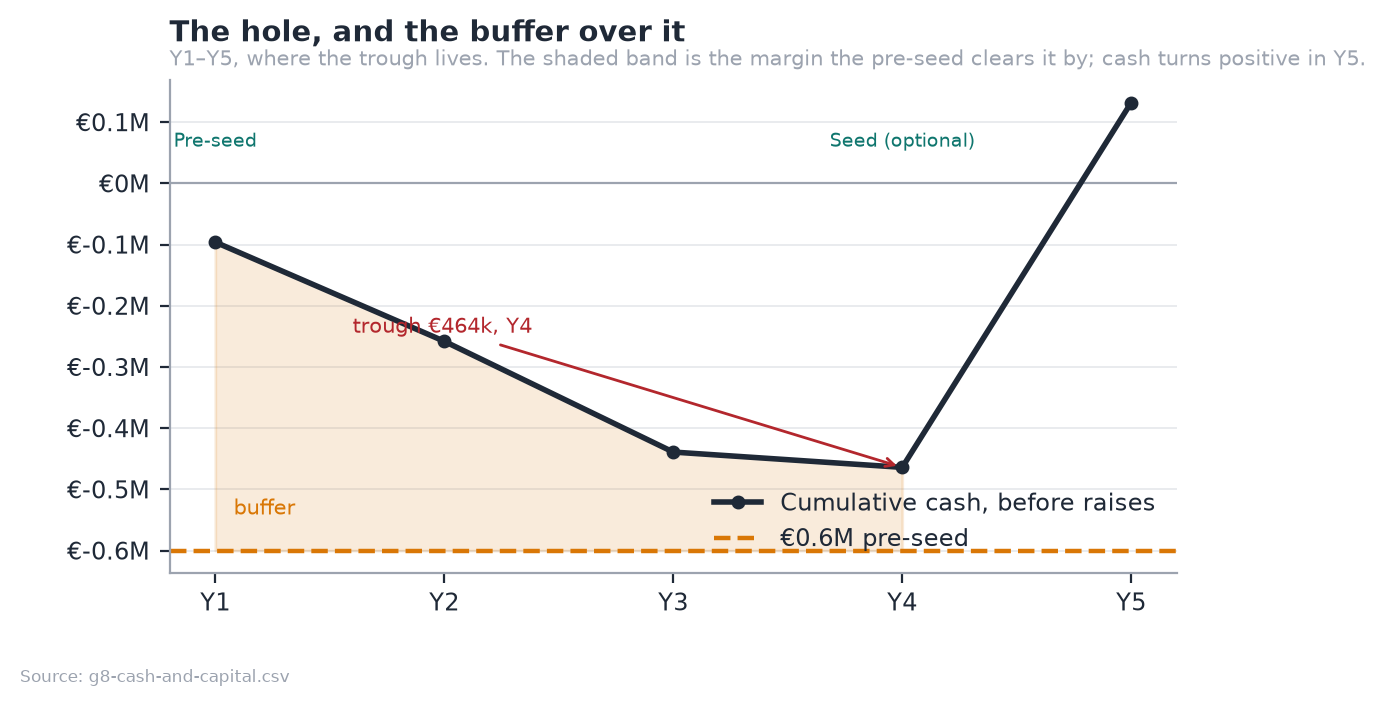 The hole, and the buffer over it
Y1–Y5, where the trough lives. The shaded band is the margin the pre-seed clears it by; cash turns positive in Y5.
€0.1M
Pre-seed
Seed (optional)
€0M
€-0.1M
€-0.2M
trough €464k, Y4
€-0.3M
€-0.4M
€-0.5M
buffer
Cumulative cash, before raises
€0.6M pre-seed
€-0.6M
Y1
Y2
Y3
Y4
Y5
Source: g8-cash-and-capital.csv